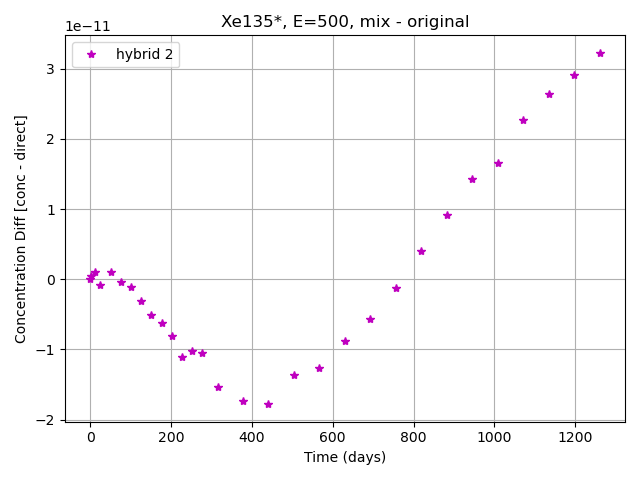 Xe135*, E=500, mix - original
1e−11
hybrid 2
3
2
1
0
−1
−2
Concentration Diff [conc - direct]
0 200 400 600 800 1000 1200
Time (days)